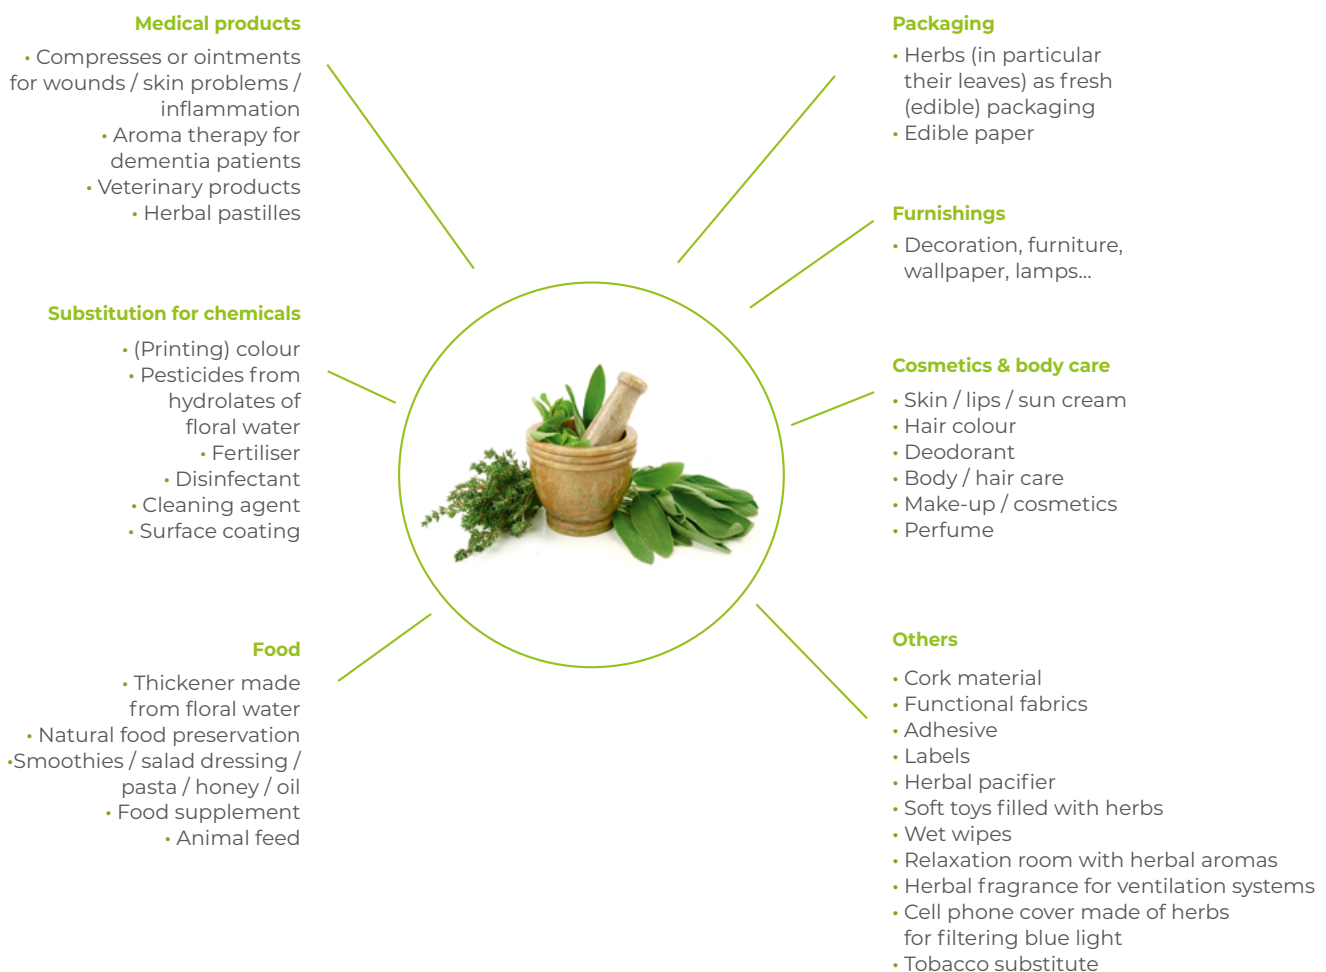 Medical products
• Compresses or ointments
for wounds / skin problems /
inflammation
• Aroma therapy for
dementia patients
• Veterinary products
• Herbal pastilles
Substitution for chemicals
• (Printing) colour
• Pesticides from
hydrolates of
floral water
• Fertiliser
• Disinfectant
• Cleaning agent
• Surface coating
Food
• Thickener made
from floral water
• Natural food preservation
•Smoothies / salad dressing /
pasta / honey / oil
• Food supplement
• Animal feed
Packaging
• Herbs (in particular
their leaves) as fresh
(edible) packaging
• Edible paper
Furnishings
• Decoration, furniture,
wallpaper, lamps...
Cosmetics & body care
• Skin / lips / sun cream
• Hair colour
• Deodorant
• Body / hair care
• Make-up / cosmetics
• Perfume
Others
• Cork material
• Functional fabrics
• Adhesive
• Labels
• Herbal pacifier
• Soft toys filled with herbs
• Wet wipes
• Relaxation room with herbal aromas
• Herbal fragrance for ventilation systems
• Cell phone cover made of herbs
for filtering blue light
• Tobacco substitute